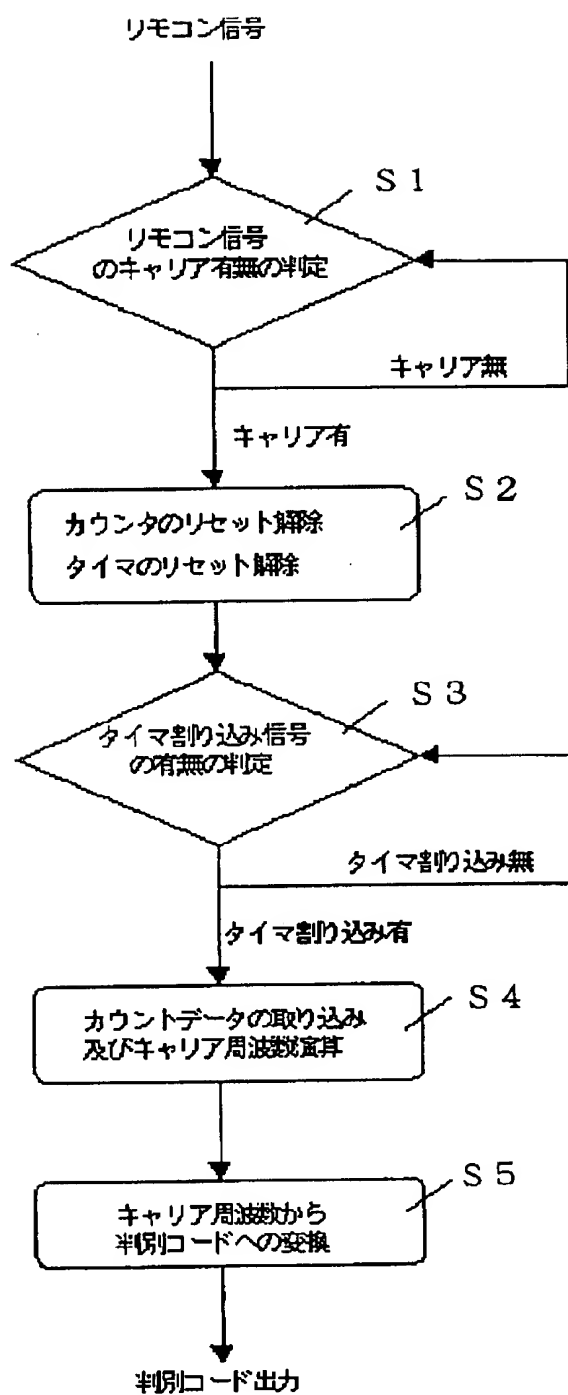 リモコン信号
S1
リモコン信号
のキャリア有無の判定
キャリア無
キャリア有
S2
カウンタのリセット解除
タイマのリセット解除
S3
タイマ割り込み信号
の有無の判定
タイマ割り込み無
タイマ割り込み有
S4
カウントデータの取り込み
及びキャリア周波数演算
S5
キャリア周波数から
判別コードへの変換
判別コード出力